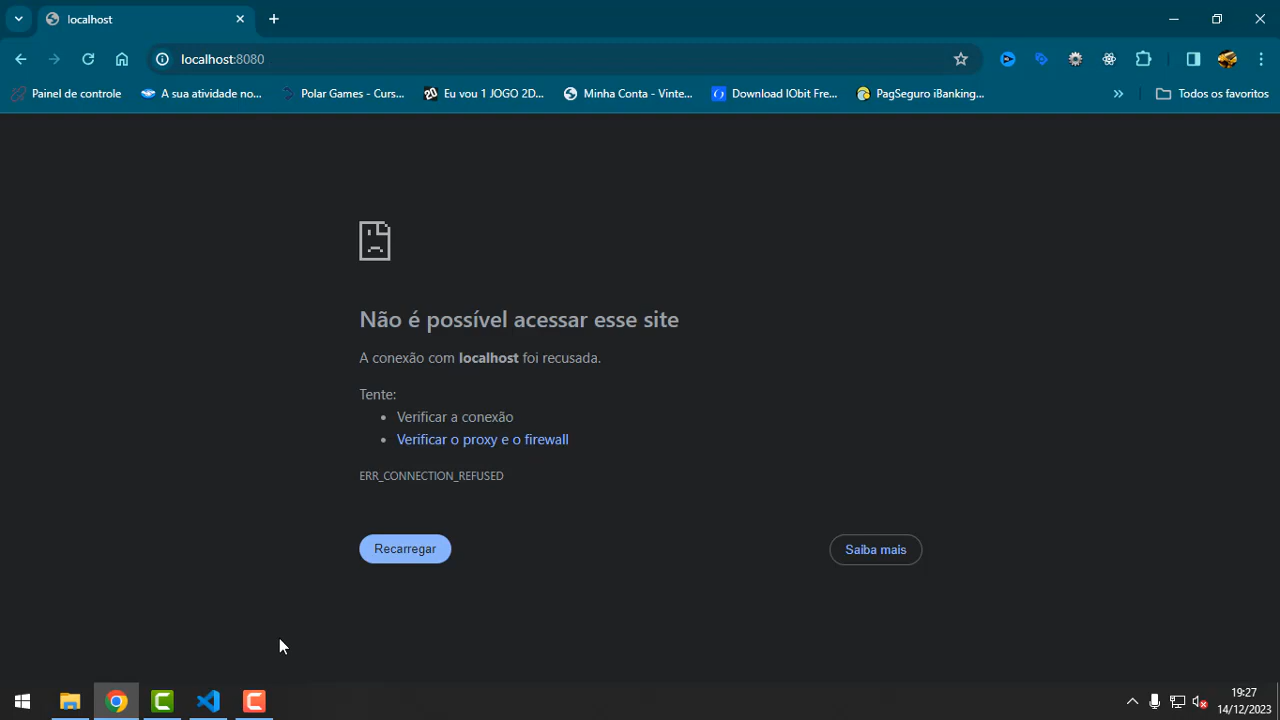 localhost
localhost:8080
Painel de controle
A sua atividade no...
Polar Games - Curs...
Eu vou 1 JOGO 2D...
Minha Conta - Vinte...
Download IObit Fre...
PagSeguro iBanking...
Todos os favoritos
Não é possível acessar esse site
A conexão com localhost foi recusada.
Tente:
• Verificar a conexão
• Verificar o proxy e o firewall
ERR_CONNECTION_REFUSED
Recarregar
Saiba mais
19:27
14/12/2023